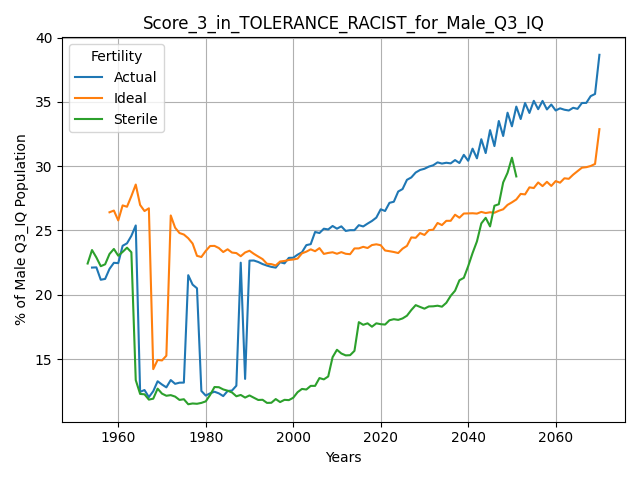 Score_3_in_TOLERANCE_RACIST_for_Male_Q3_IQ
Fertility
Actual
Ideal
Sterile
% of Male Q3_IQ Population
40
35
30
25
20
15
1960 1980 2000 2020 2040 2060
Years